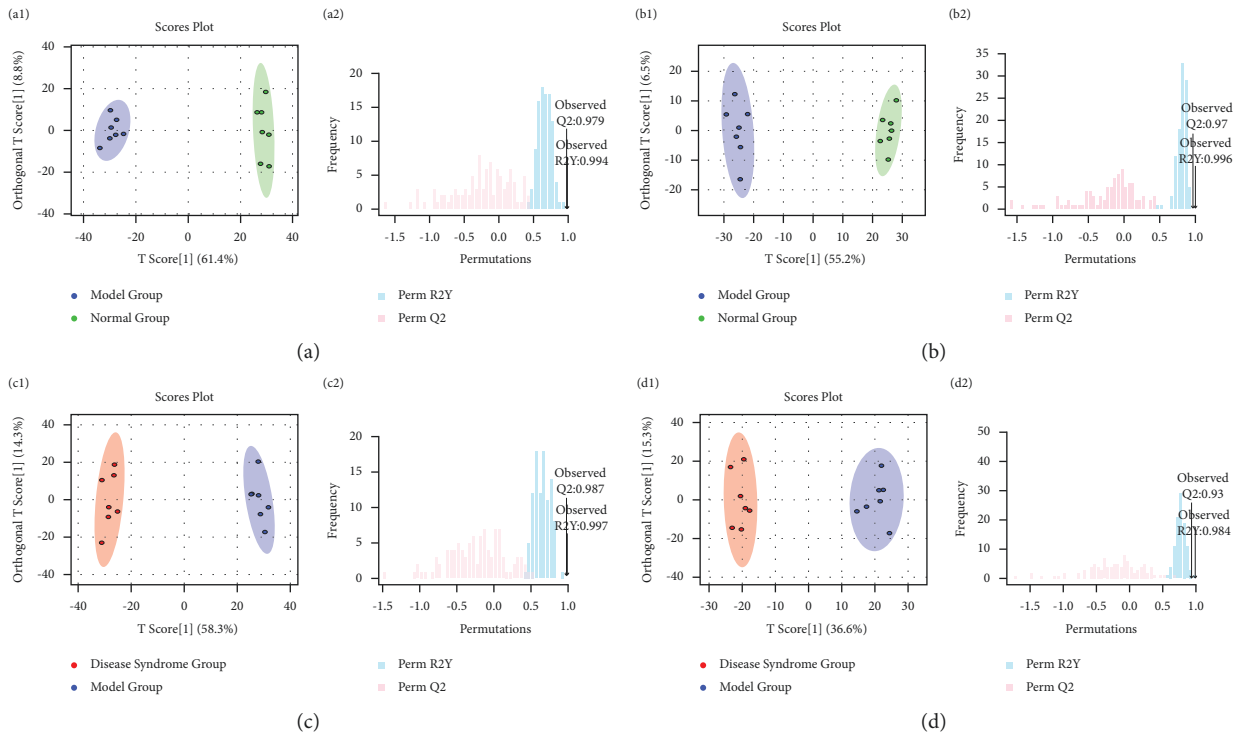 (a1)
Scores Plot
Orthogonal T Score[1] (8.8%)
40
20
0
-20
-40
-40
-20
0
20
40
T Score[1] (61.4%)
Model Group
Normal Group
(a2)
Frequency
20
15
10
5
0
Observed
Q2:0.979
Observed
R2Y:0.994
-1.5
-1.0
-0.5
0.0
0.5
1.0
Permutations
Perm R2Y
Perm Q2
(a)
(b1)
Scores Plot
Orthogonal T Score[1] (6.5%)
20
10
0
-10
20
-30
-20
-10
0
10
20
30
T Score[1] (55.2%)
Model Group
Normal Group
(b2)
Frequency
35
30
25
20
15
10
5
0
Observed
Q2:0.97
Observed
R2Y:0.996
-1.5
-1.0
-0.5
0.0
0.5
1.0
Permutations
Perm R2Y
Perm Q2
(b)
(c1)
Scores Plot
Orthogonal T Score[1] (14.3%)
40
20
0
-20
-40
-40
-20
0
20
40
T Score[1] (58.3%)
Disease Syndrome Group
Model Group
(c2)
Frequency
20
15
10
5
0
Observed
Q2:0.987
Observed
R2Y:0.997
-1.5
-1.0
-0.5
0.0
0.5
1.0
Permutations
Perm R2Y
Perm Q2
(c)
(d1)
Scores Plot
Orthogonal T Score[1] (15.3%)
40
20
0
-20
-40
-30
-20
-10
0
10
20
30
T Score[1] (36.6%)
Disease Syndrome Group
Model Group
(d2)
Frequency
50
40
30
20
10
0
Observed
Q2:0.93
Observed
R2Y:0.984
-1.5
-1.0
-0.5
0.0
0.5
1.0
Permutations
Perm R2Y
Perm Q2
(d)